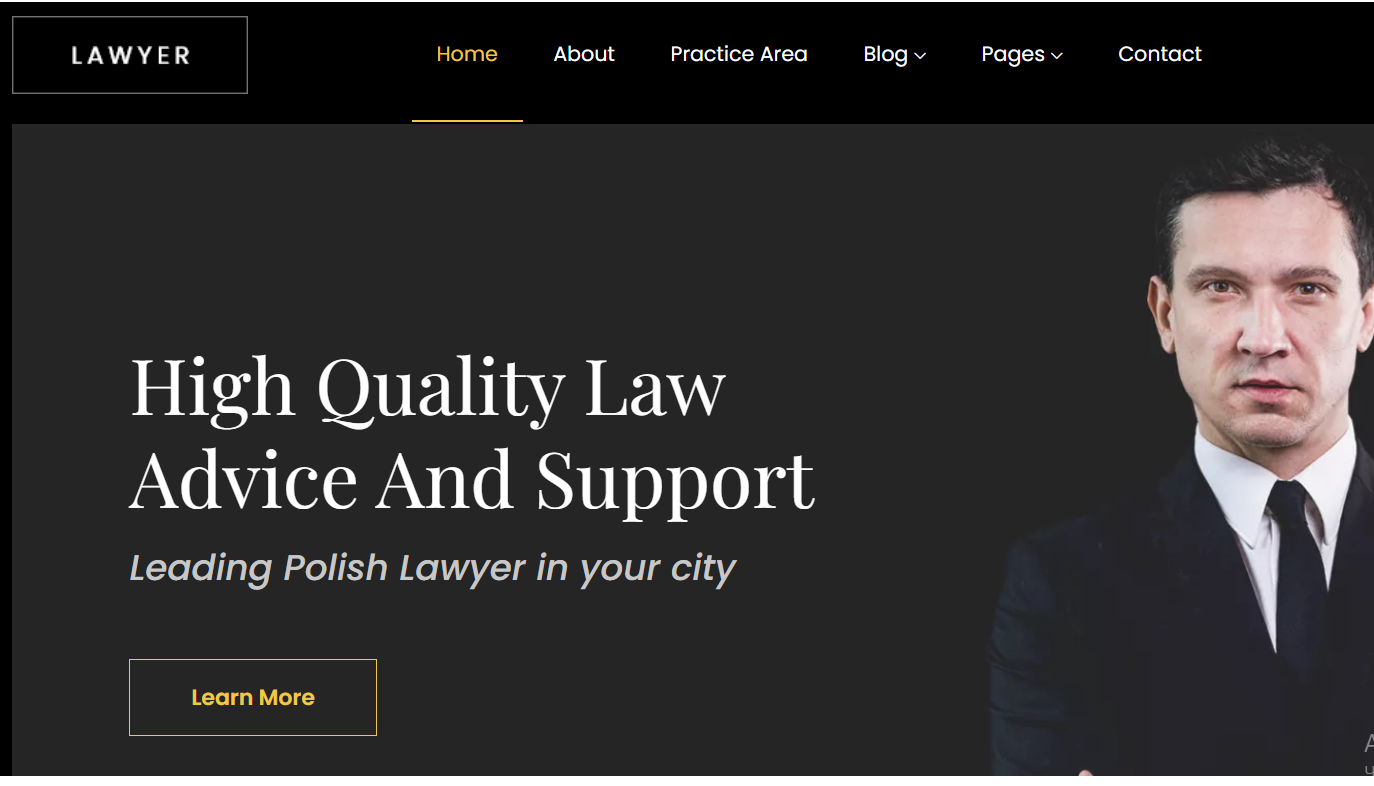 LAWYER
Home About Practice Area Blog Pages Contact
High Quality Law
Advice And Support
Leading Polish Lawyer in your city
Learn More